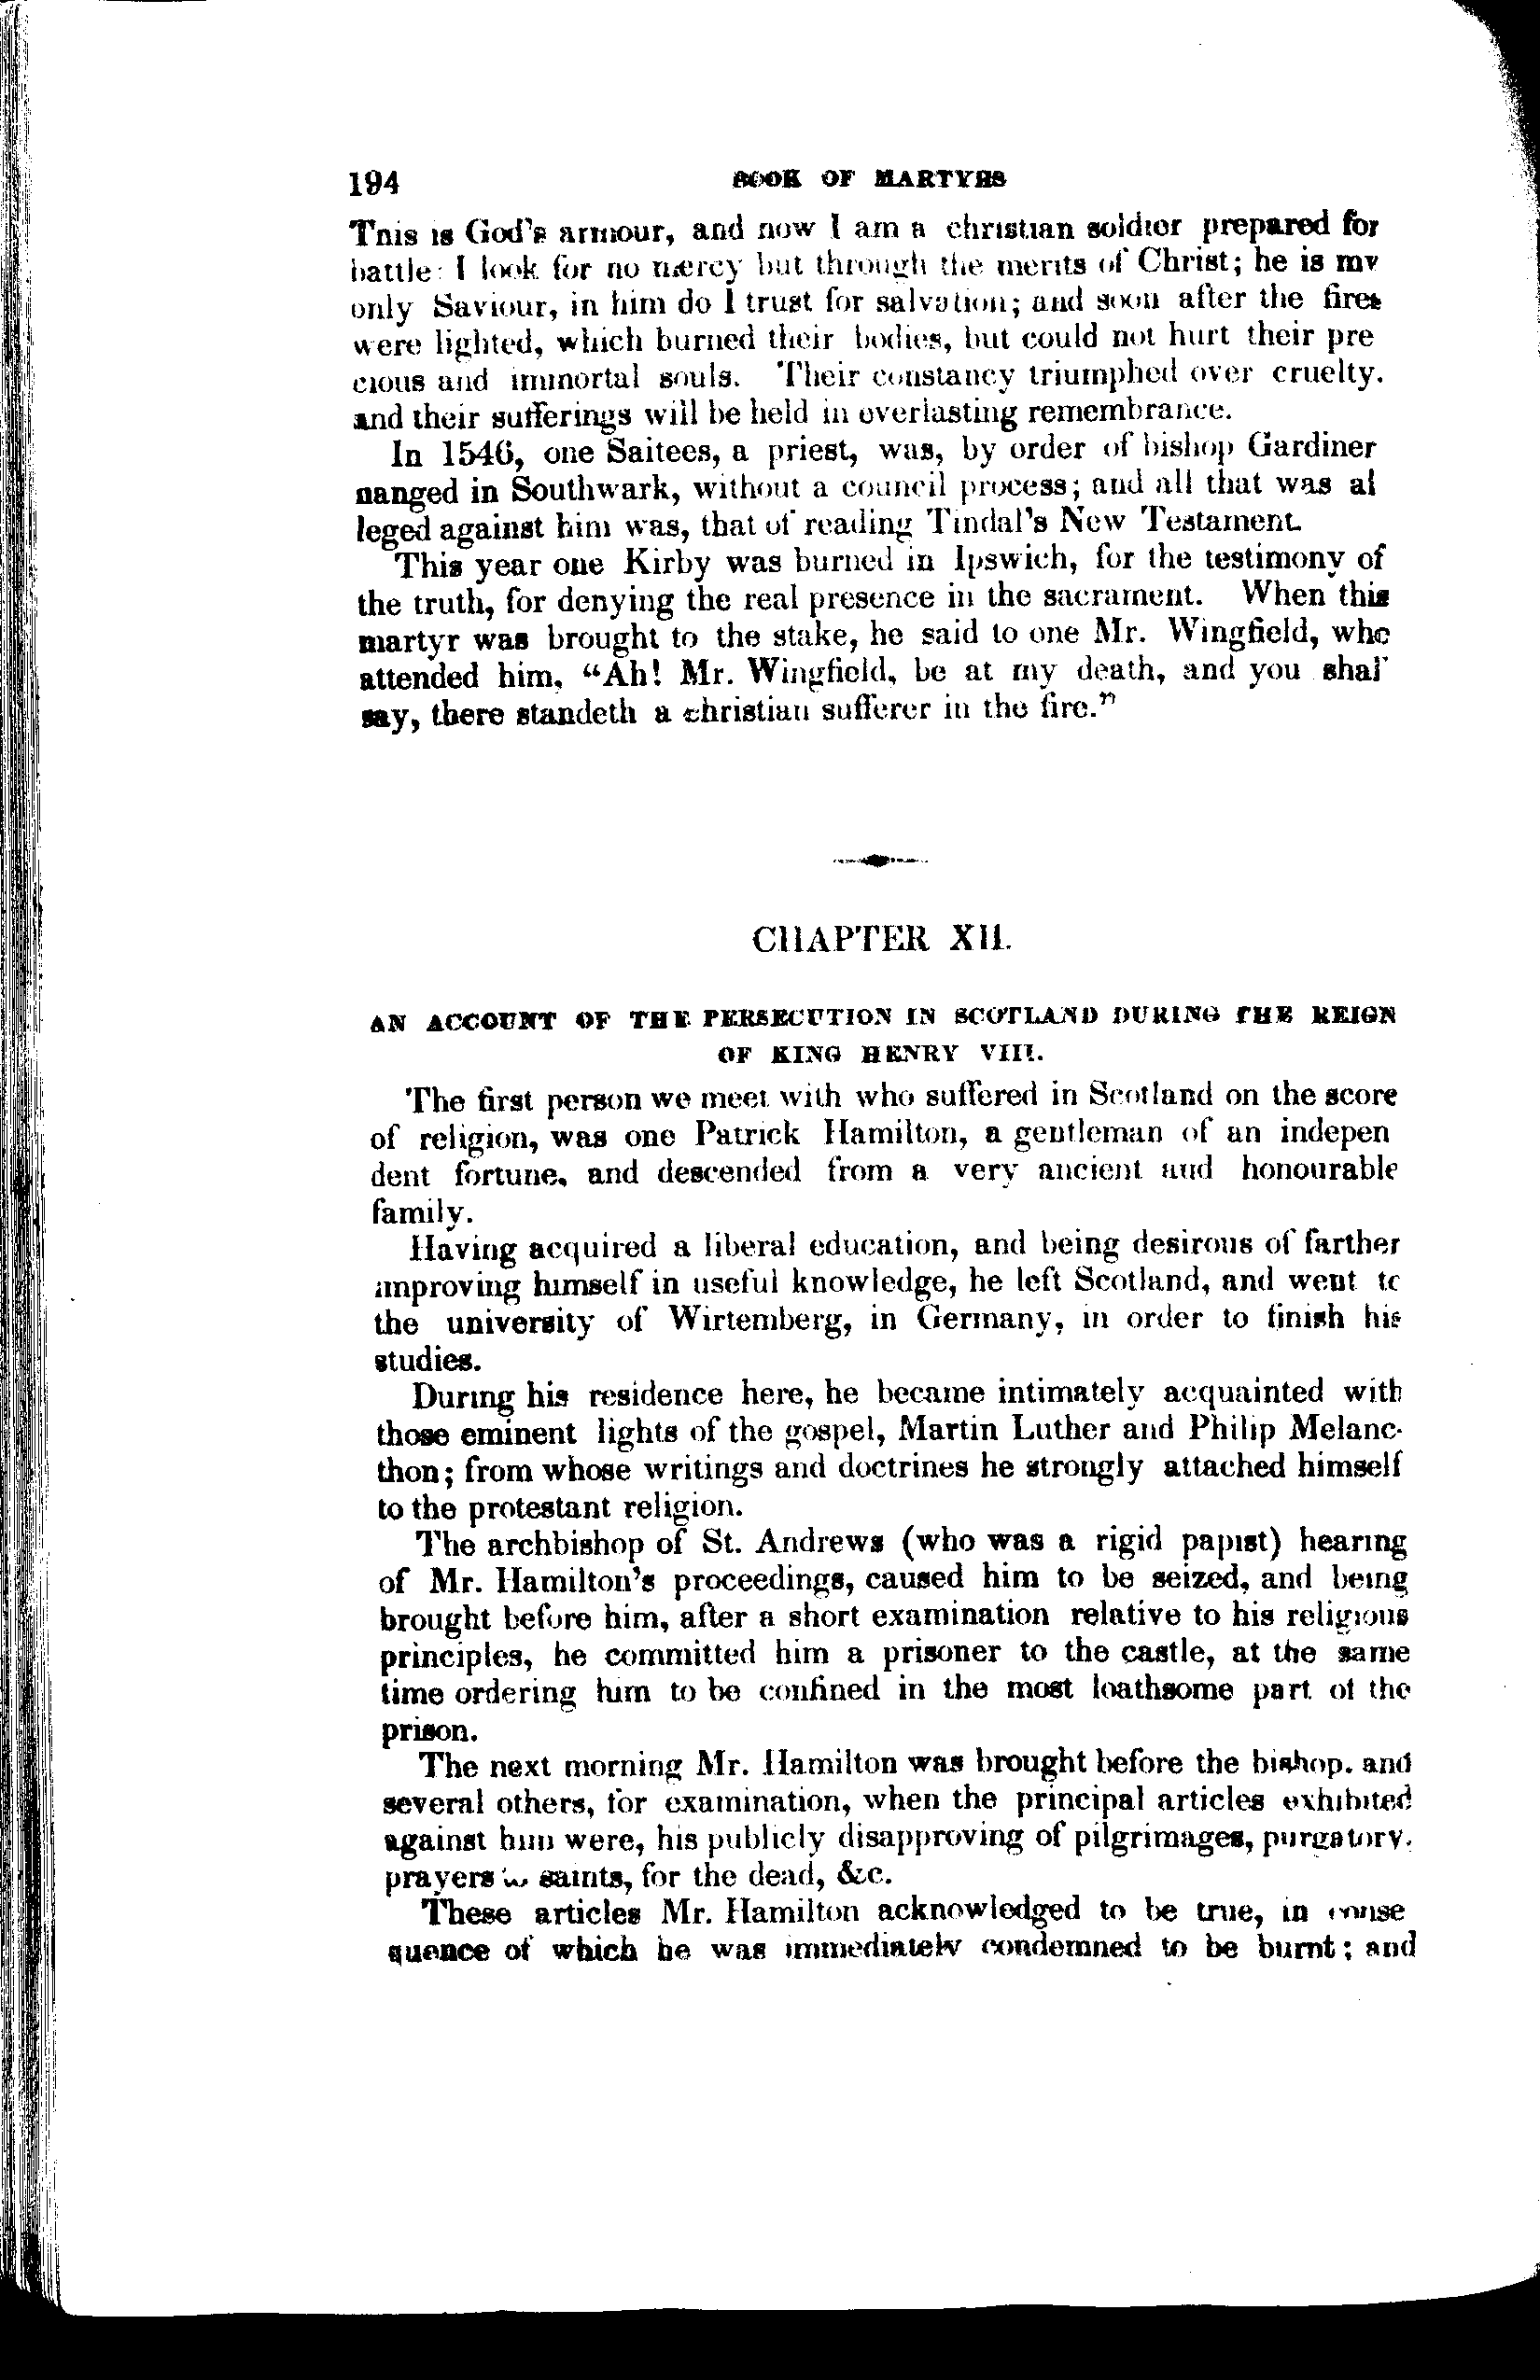 194 BOOK OF MARTYRS
This is God's armour, and now I am a christian soldier prepared for
battle: I look for no mercy but through the merits of Christ; he is my
only Saviour, in him do I trust for salvation; and soon after the fires
were lighted, which burned their bodies, but could not hurt their pre
cious and immortal souls. Their constancy triumphed over cruelty.
and their sufferings will be held in everlasting remembrance.
In 1546, one Saitees, a priest, was, by order of bishop Gardiner
hanged in Southwark, without a council process; and all that was al
leged against him was, that of reading Tindal's New Testament.
This year one Kirby was burned in Ipswich, for the testimony of
the truth, for denying the real presence in the sacrament. When this
martyr was brought to the stake, he said to one Mr. Wingfield, who
attended him, "Ah! Mr. Wingfield, be at my death, and you shall
say, there standeth a christian sufferer in the fire."
CHAPTER XII.
AN ACCOUNT OF THE PERSECUTION IN SCOTLAND DURING THE REIGN
OF KING HENRY VIII.
The first person we meet with who suffered in Scotland on the score
of religion, was one Patrick Hamilton, a gentleman of an indepen
dent fortune, and descended from a very ancient and honourable
family.
Having acquired a liberal education, and being desirous of farther
improving himself in useful knowledge, he left Scotland, and went to
the university of Wirtemberg, in Germany, in order to finish his
studies.
During his residence here, he became intimately acquainted with
those eminent lights of the gospel, Martin Luther and Philip Melanc-
thon; from whose writings and doctrines he strongly attached himself
to the protestant religion.
The archbishop of St. Andrews (who was a rigid papist) hearing
of Mr. Hamilton's proceedings, caused him to be seized, and being
brought before him, after a short examination relative to his religious
principles, he committed him a prisoner to the castle, at the same
time ordering him to be confined in the most loathsome part of the
prison.
The next morning Mr. Hamilton was brought before the bishop. and
several others, for examination, when the principal articles exhibited
against him were, his publicly disapproving of pilgrimages, purgatory,
prayers to saints, for the dead, &c.
These articles Mr. Hamilton acknowledged to be true, in conse
quence of which he was immediately condemned to be burnt; and